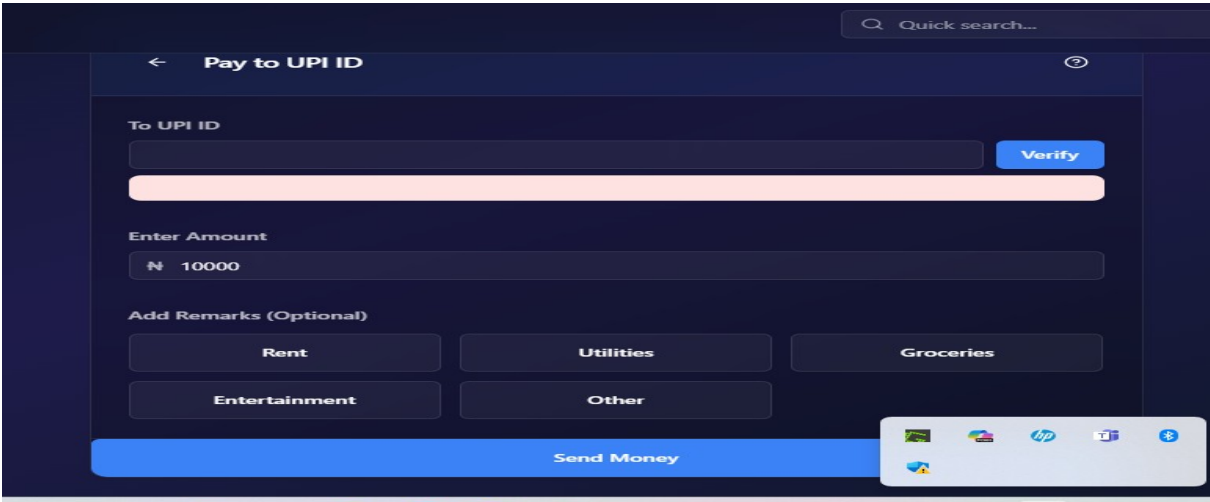 Quick search...
Pay to UPI ID
To UPI ID
Verify
Enter Amount
₦ 10000
Add Remarks (Optional)
Rent Utilities Groceries
Entertainment Other
Send Money
hp